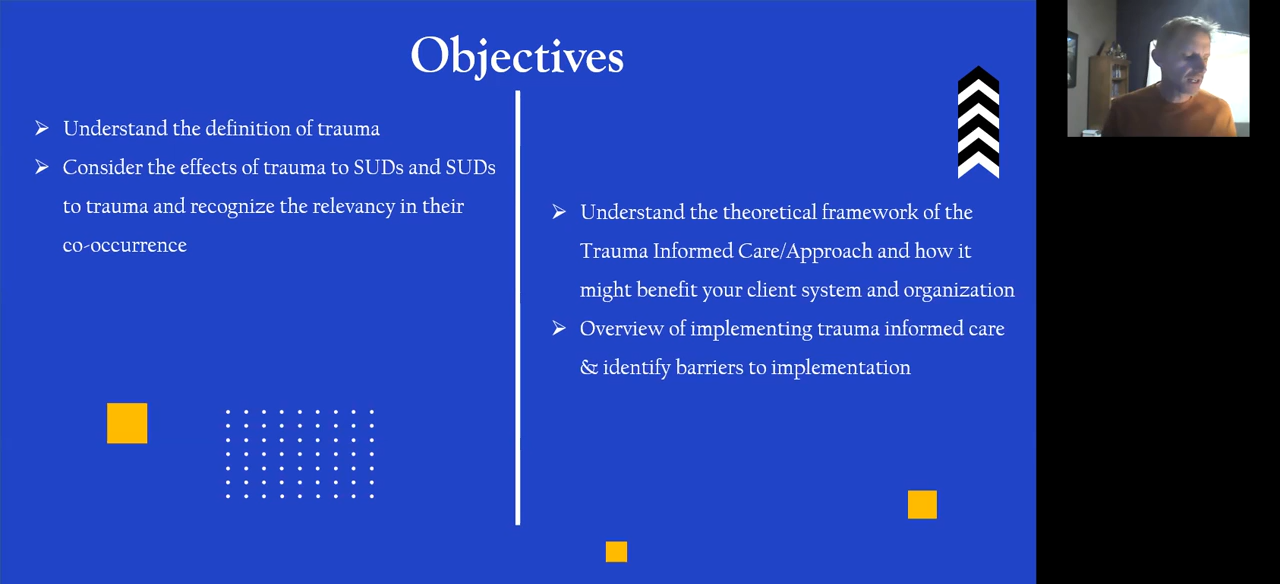 Objectives
Understand the definition of trauma
Consider the effects of trauma to SUDs and SUDs
to trauma and recognize the relevancy in their
co-occurrence
Understand the theoretical framework of the
Trauma Informed Care/Approach and how it
might benefit your client system and organization
Overview of implementing trauma informed care
& identify barriers to implementation